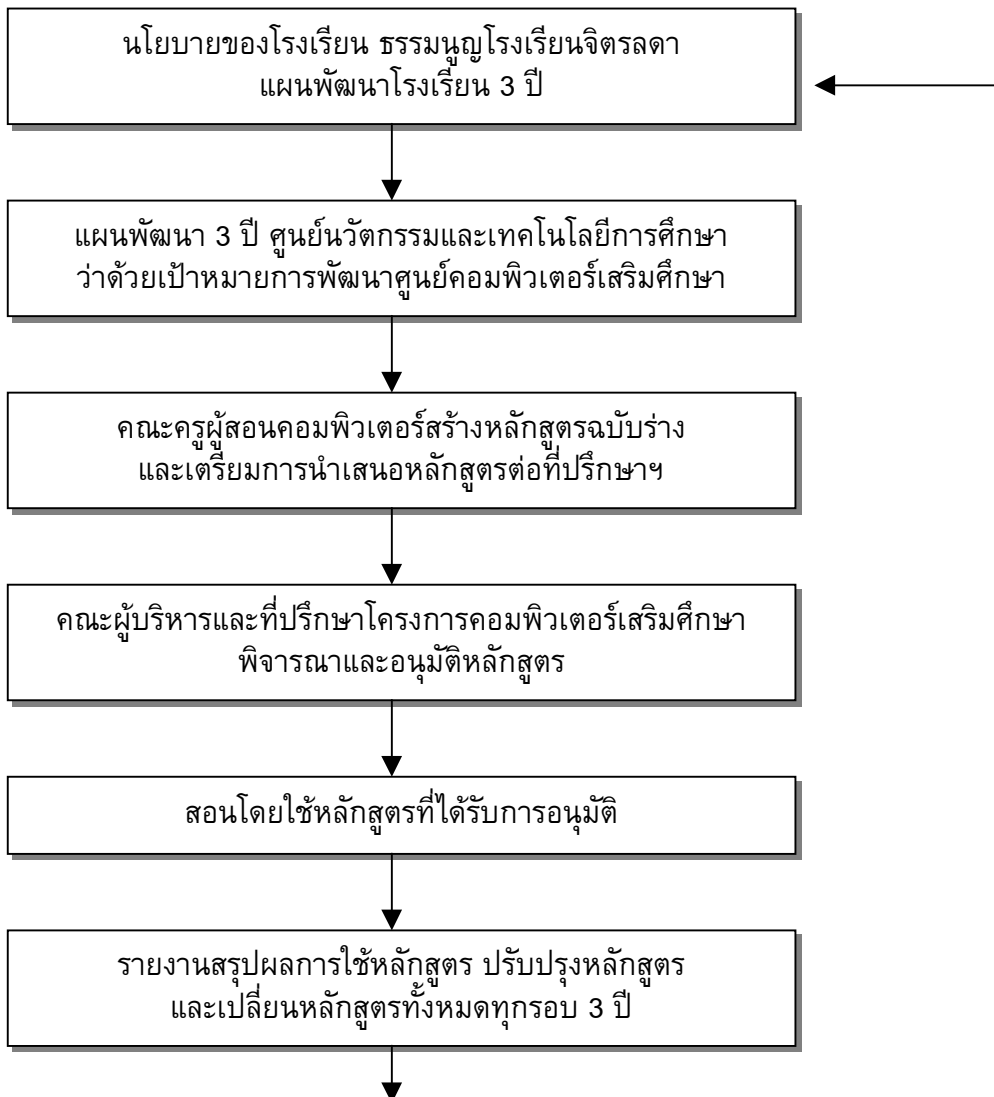 นโยบายของโรงเรียน ธรรมนูญโรงเรียนจิตรลดา
แผนพัฒนาโรงเรียน 3 ปี
แผนพัฒนา 3 ปี ศูนย์นวัตกรรมและเทคโนโลยีการศึกษา
ว่าด้วยเป้าหมายการพัฒนาศูนย์คอมพิวเตอร์เสริมศึกษา
คณะครูผู้สอนคอมพิวเตอร์สร้างหลักสูตรฉบับร่าง
และเตรียมการนำเสนอหลักสูตรต่อที่ปรึกษาฯ
คณะผู้บริหารและที่ปรึกษาโครงการคอมพิวเตอร์เสริมศึกษา
พิจารณาและอนุมัติหลักสูตร
สอนโดยใช้หลักสูตรที่ได้รับการอนุมัติ
รายงานสรุปผลการใช้หลักสูตร ปรับปรุงหลักสูตร
และเปลี่ยนหลักสูตรทั้งหมดทุกรอบ 3 ปี